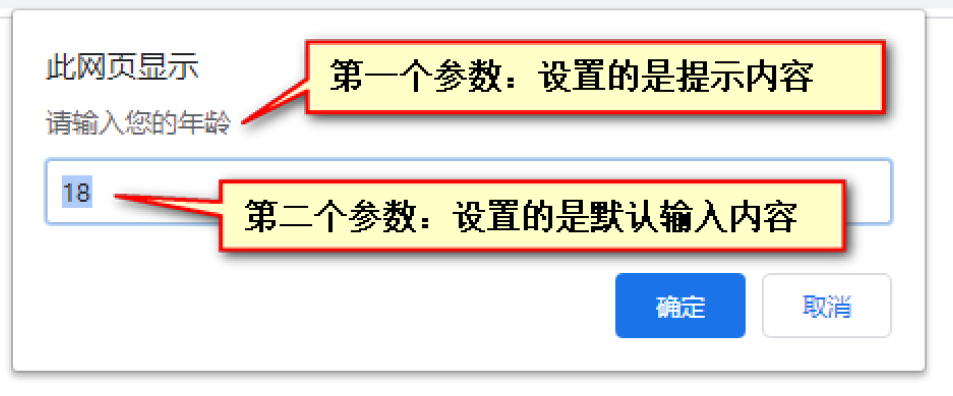 此网页显示
第一个参数：设置的是提示内容
请输入您的年龄
18
第二个参数：设置的是默认输入内容
确定
取消